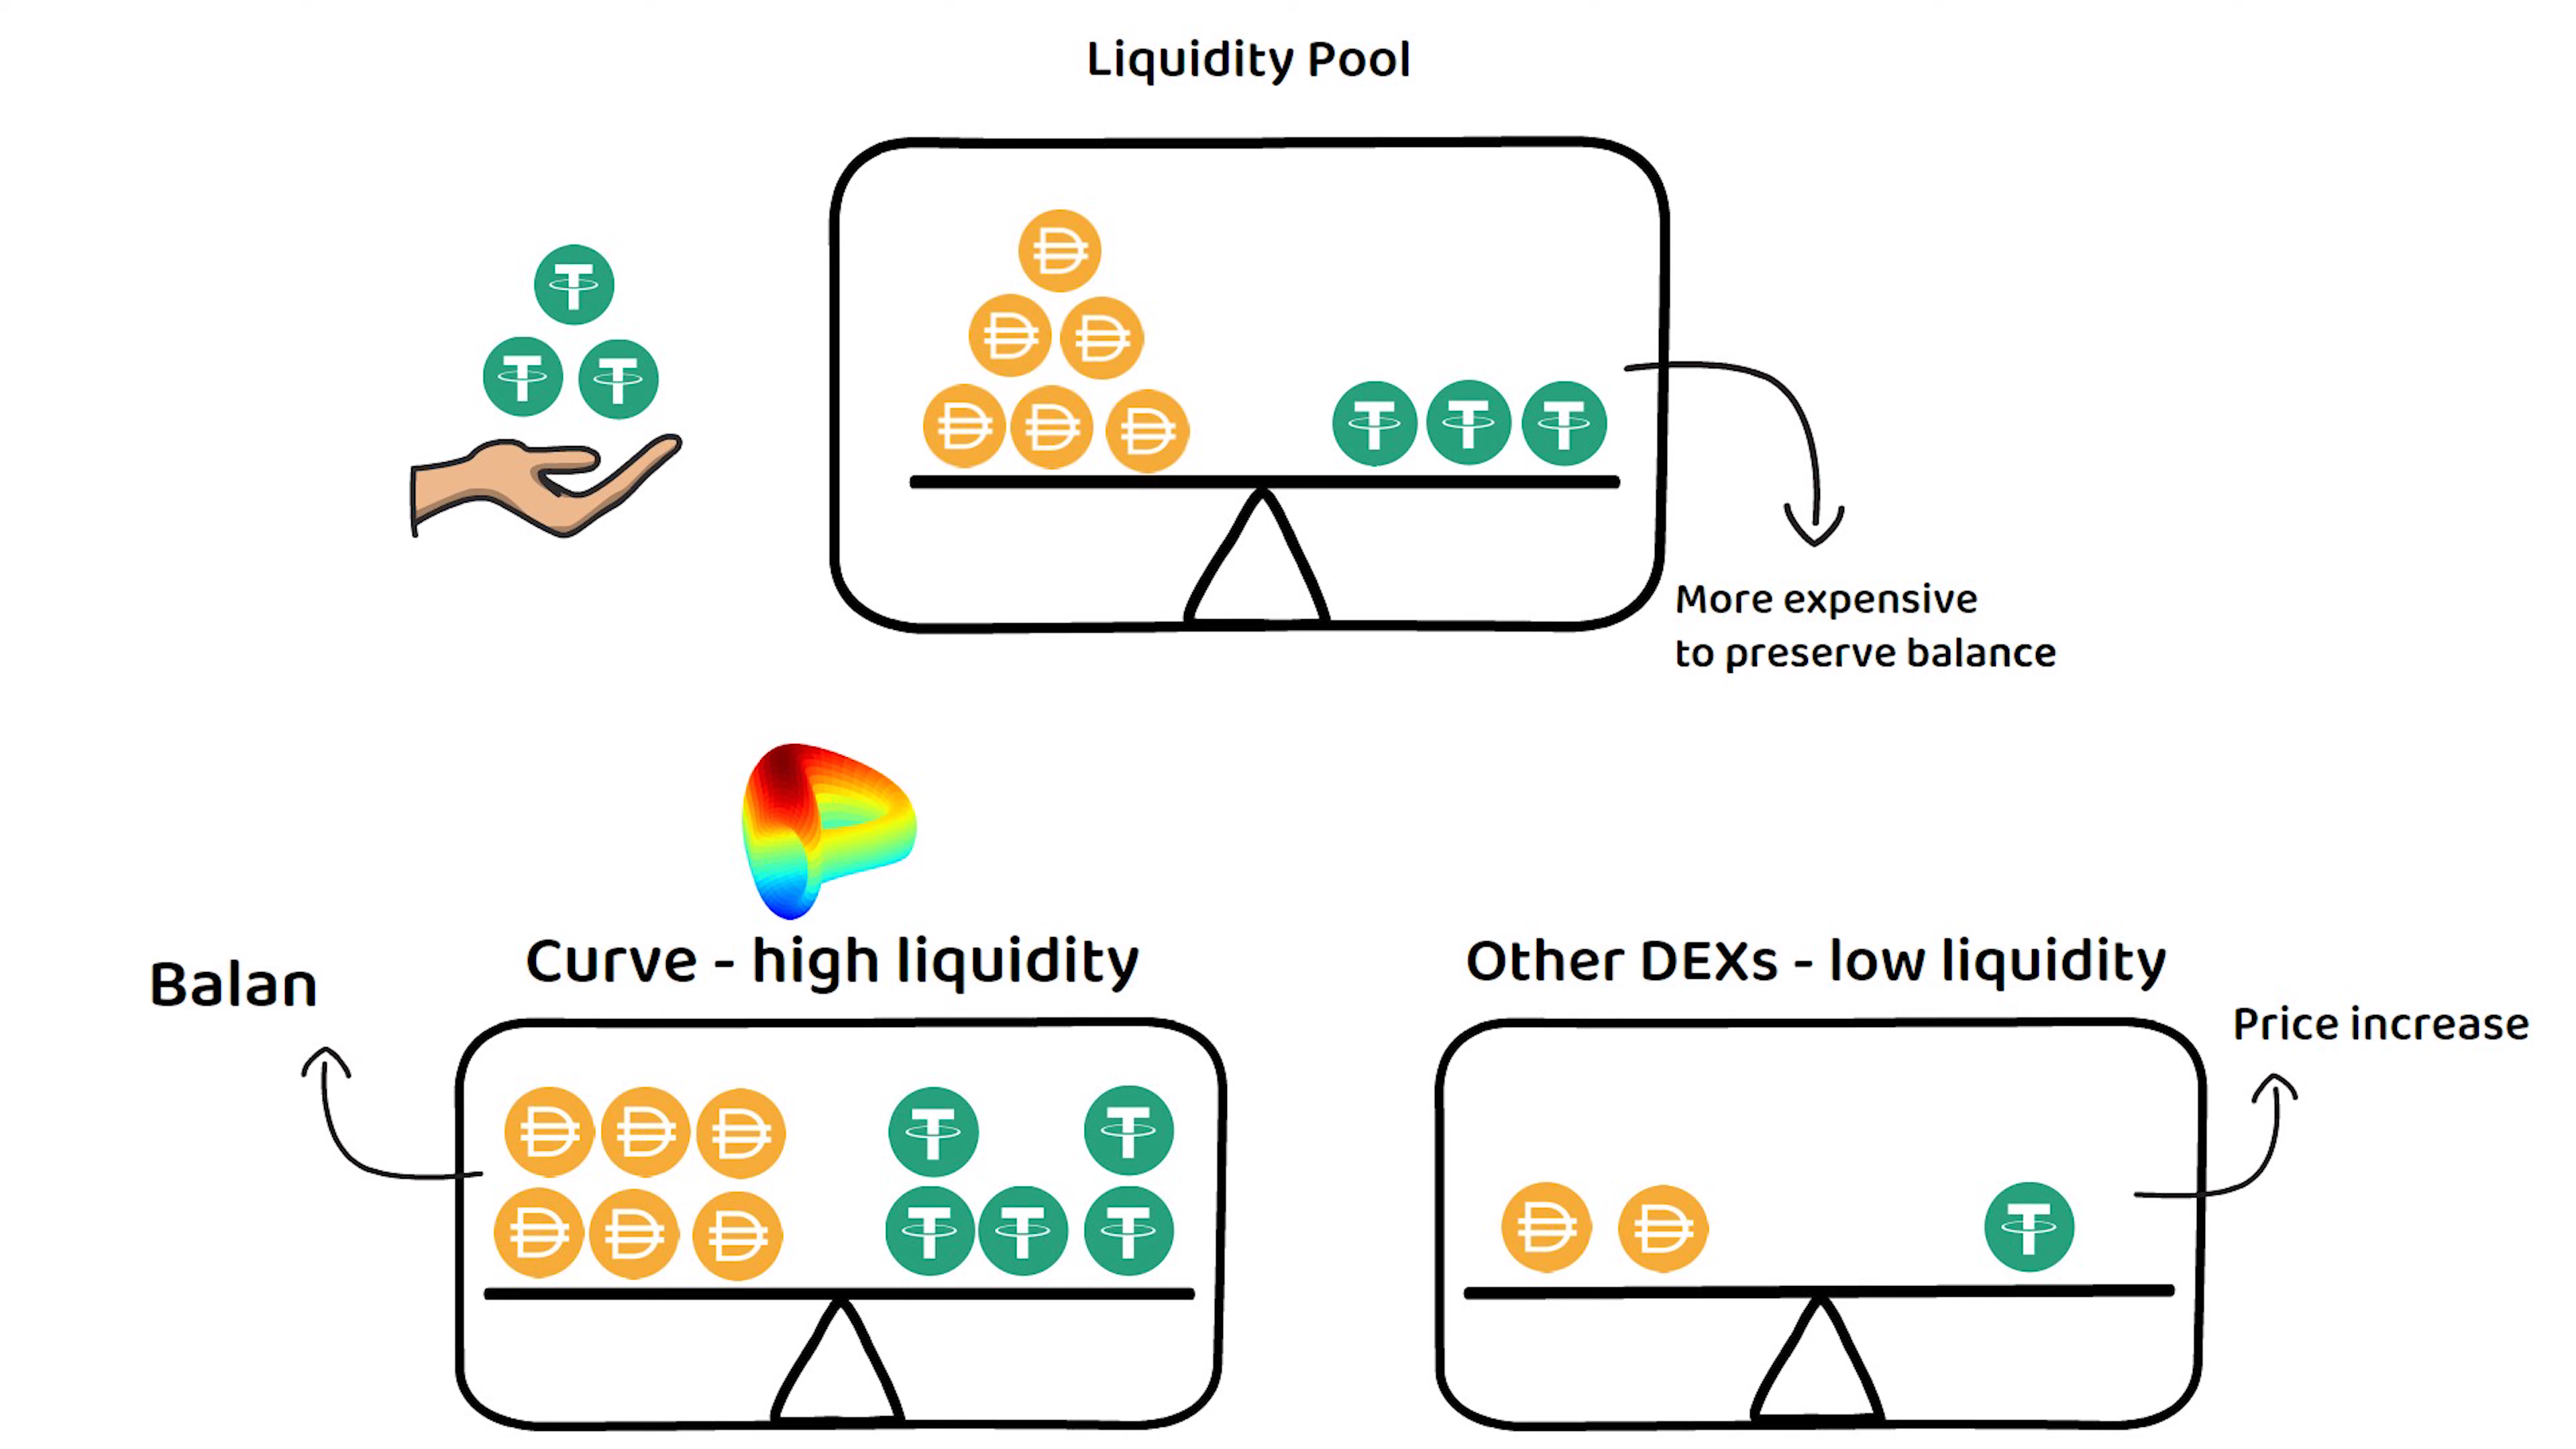 Liquidity Pool
More expensive
to preserve balance
Balan
Curve - high liquidity
Other DEXs - low liquidity
Price increase